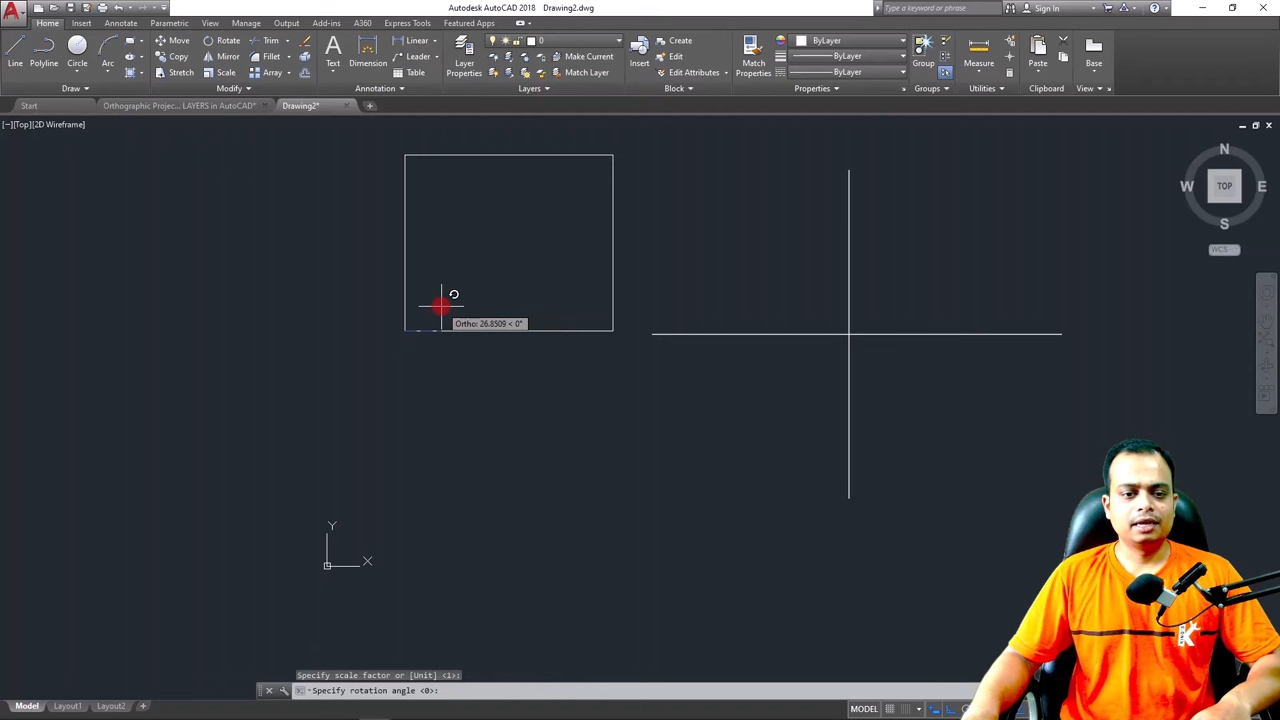 Autodesk AutoCAD 2018 Drawing2.dwg
Type a keyword or phrase
Sign In
Home Insert Annotate Parametric View Manage Output Add-ins A360 Express Tools Featured Apps
Line Polyline Circle Arc
Move Rotate Trim
Copy Mirror Fillet
Stretch Scale Array
Text Dimension
Linear
Leader
Table
Layer Properties
0
Make Current
Match Layer
Insert
Create
Edit
Edit Attributes
Match Properties
ByLayer
ByLayer
ByLayer
Group
Measure
Paste
Base
Draw Modify Annotation Layers Block Properties Groups Utilities Clipboard View
Start Orthographic Projec... LAYERS in AutoCAD* Drawing2*
[−][Top][2D Wireframe]
N
W TOP E
S
WCS
Ortho: 26.8509 < 0°
Y
X
K
Specify scale factor or [Unit] <1>:
Specify rotation angle <0>:
Model Layout1 Layout2
MODEL